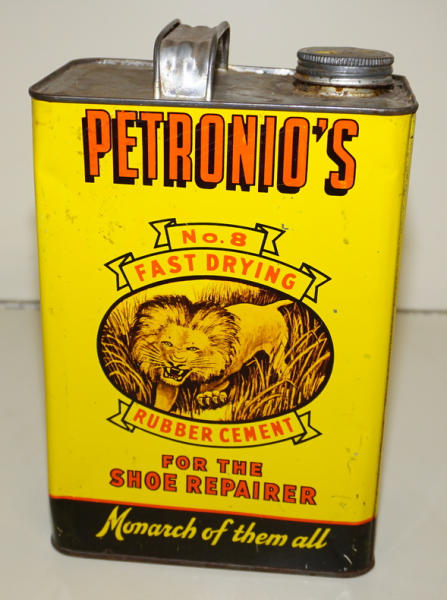 PETRONIO'S
No. 8
FAST DRYING
RUBBER CEMENT
FOR THE
SHOE REPAIRER
Monarch of them all